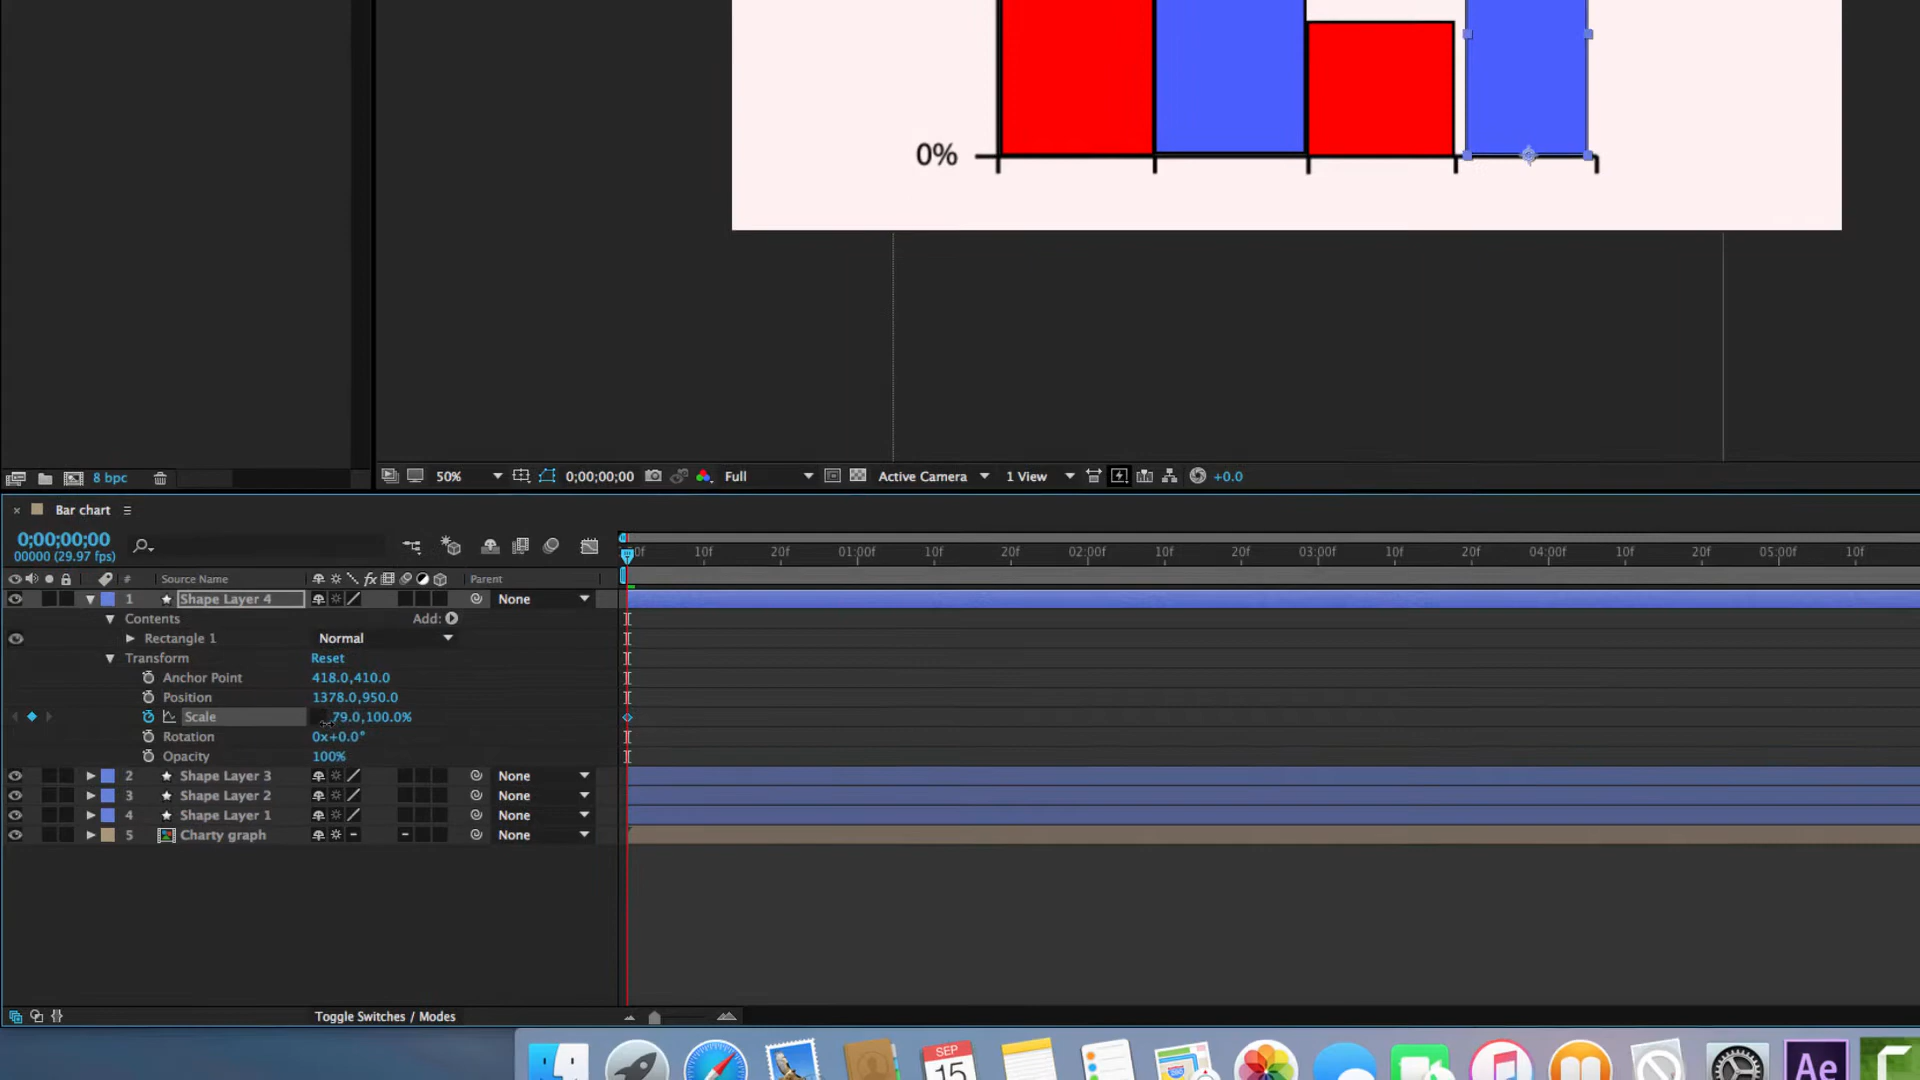 0%
8 bpc
50% 0;00;00;00 Full Active Camera 1 View +0.0
× Bar chart
0;00;00;00
00000 (29.97 fps)
0f 10f 20f 01:00f 10f 20f 02:00f 10f 20f 03:00f 10f 20f 04:00f 10f 20f 05:00f 10f
# Source Name fx Parent
1 Shape Layer 4 None
Contents Add:
Rectangle 1 Normal
Transform Reset
Anchor Point 418.0,410.0
Position 1378.0,950.0
Scale 79.0,100.0%
Rotation 0x+0.0°
Opacity 100%
2 Shape Layer 3 None
3 Shape Layer 2 None
4 Shape Layer 1 None
5 Charty graph None
Toggle Switches / Modes
SEP
15
Ae